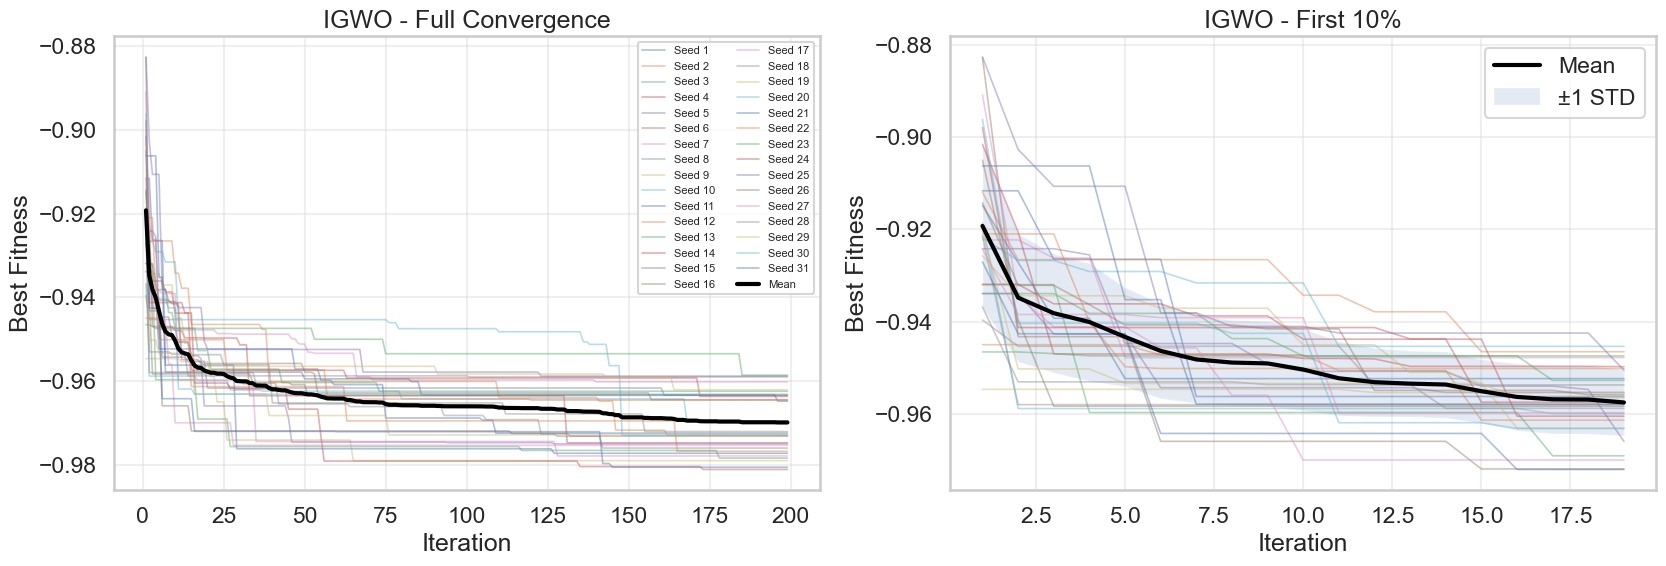 IGWO - Full Convergence
Best Fitness
−0.88
−0.90
−0.92
−0.94
−0.96
−0.98
Seed 1
Seed 2
Seed 3
Seed 4
Seed 5
Seed 6
Seed 7
Seed 8
Seed 9
Seed 10
Seed 11
Seed 12
Seed 13
Seed 14
Seed 15
Seed 16
Seed 17
Seed 18
Seed 19
Seed 20
Seed 21
Seed 22
Seed 23
Seed 24
Seed 25
Seed 26
Seed 27
Seed 28
Seed 29
Seed 30
Seed 31
Mean
0 25 50 75 100 125 150 175 200
Iteration
IGWO - First 10%
Best Fitness
−0.88
−0.90
−0.92
−0.94
−0.96
Mean
±1 STD
2.5 5.0 7.5 10.0 12.5 15.0 17.5
Iteration